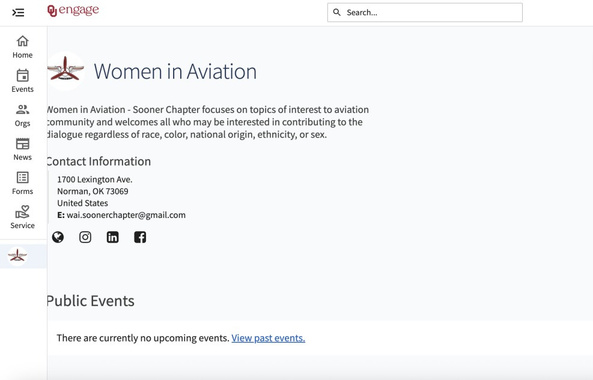 OU engage
Search...
Home
Events
Orgs
News
Forms
Service
Women in Aviation
Women in Aviation - Sooner Chapter focuses on topics of interest to aviation
community and welcomes all who may be interested in contributing to the
dialogue regardless of race, color, national origin, ethnicity, or sex.
Contact Information
1700 Lexington Ave.
Norman, OK 73069
United States
E: wai.soonerchapter@gmail.com
Public Events
There are currently no upcoming events. View past events.